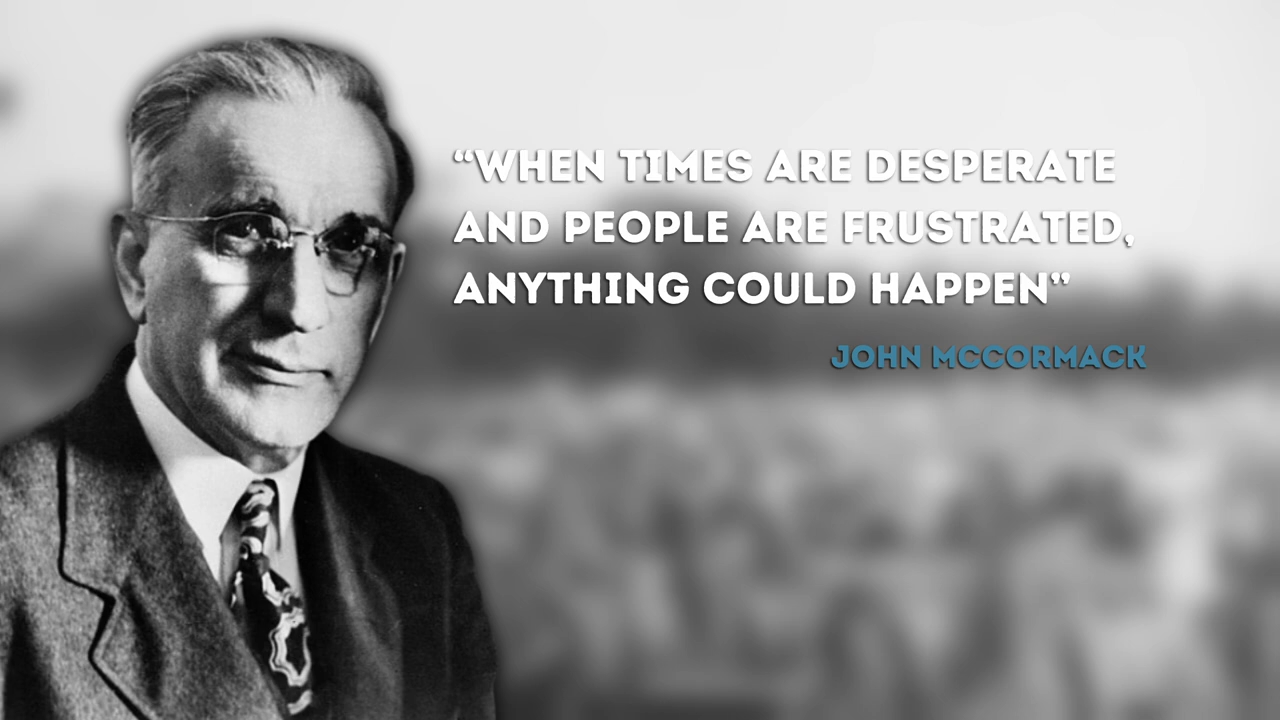 “WHEN TIMES ARE DESPERATE
AND PEOPLE ARE FRUSTRATED,
ANYTHING COULD HAPPEN”
JOHN MCCORMACK